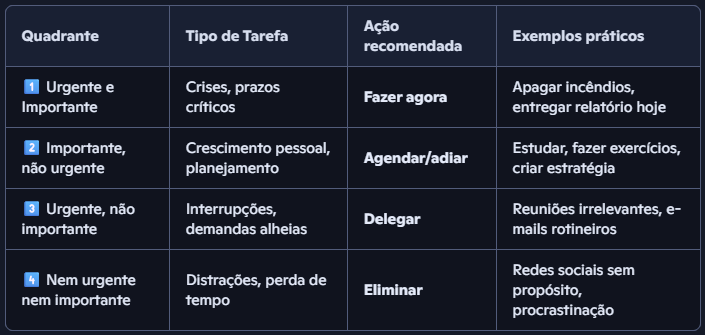 Quadrante
Tipo de Tarefa
Ação
recomendada
Exemplos práticos
1️⃣ Urgente e
Importante
Crises, prazos
críticos
Fazer agora
Apagar incêndios,
entregar relatório hoje
2️⃣ Importante,
não urgente
Crescimento pessoal,
planejamento
Agendar/adiar
Estudar, fazer exercícios,
criar estratégia
3️⃣ Urgente, não
importante
Interrupções,
demandas alheias
Delegar
Reuniões irrelevantes, e-
mails rotineiros
4️⃣ Nem urgente
nem importante
Distrações, perda de
tempo
Eliminar
Redes sociais sem
propósito,
procrastinação